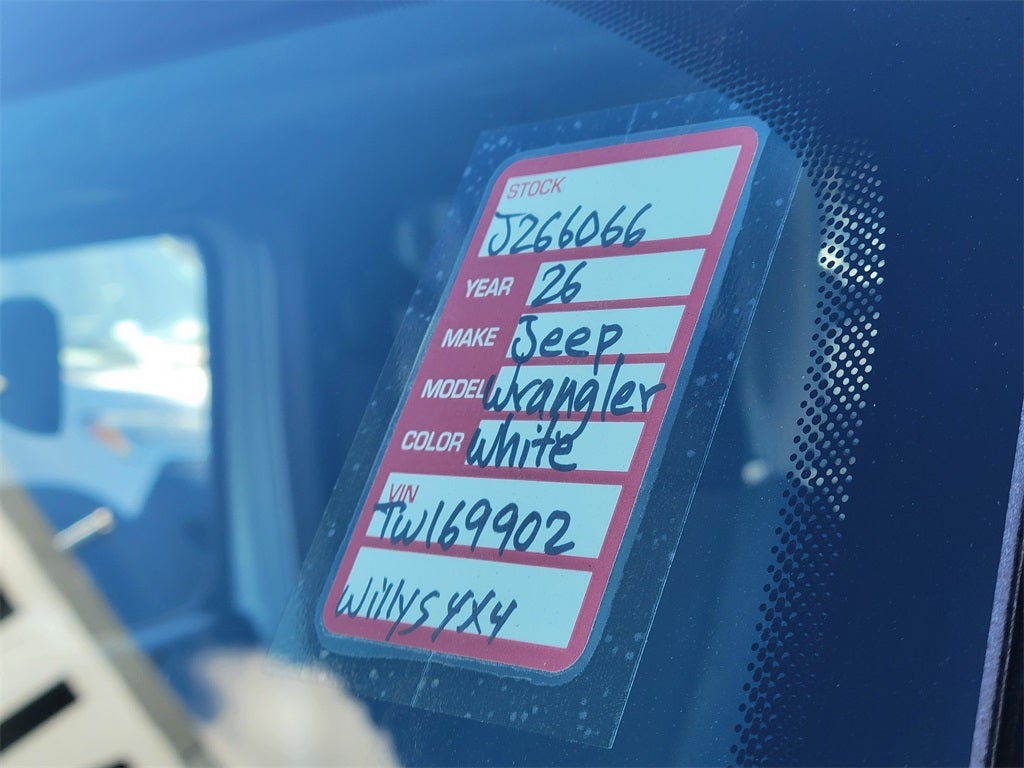 STOCK
J266066
YEAR 26
MAKE Jeep
MODEL Wrangler
COLOR White
VIN
TW169902
Willys 4X4